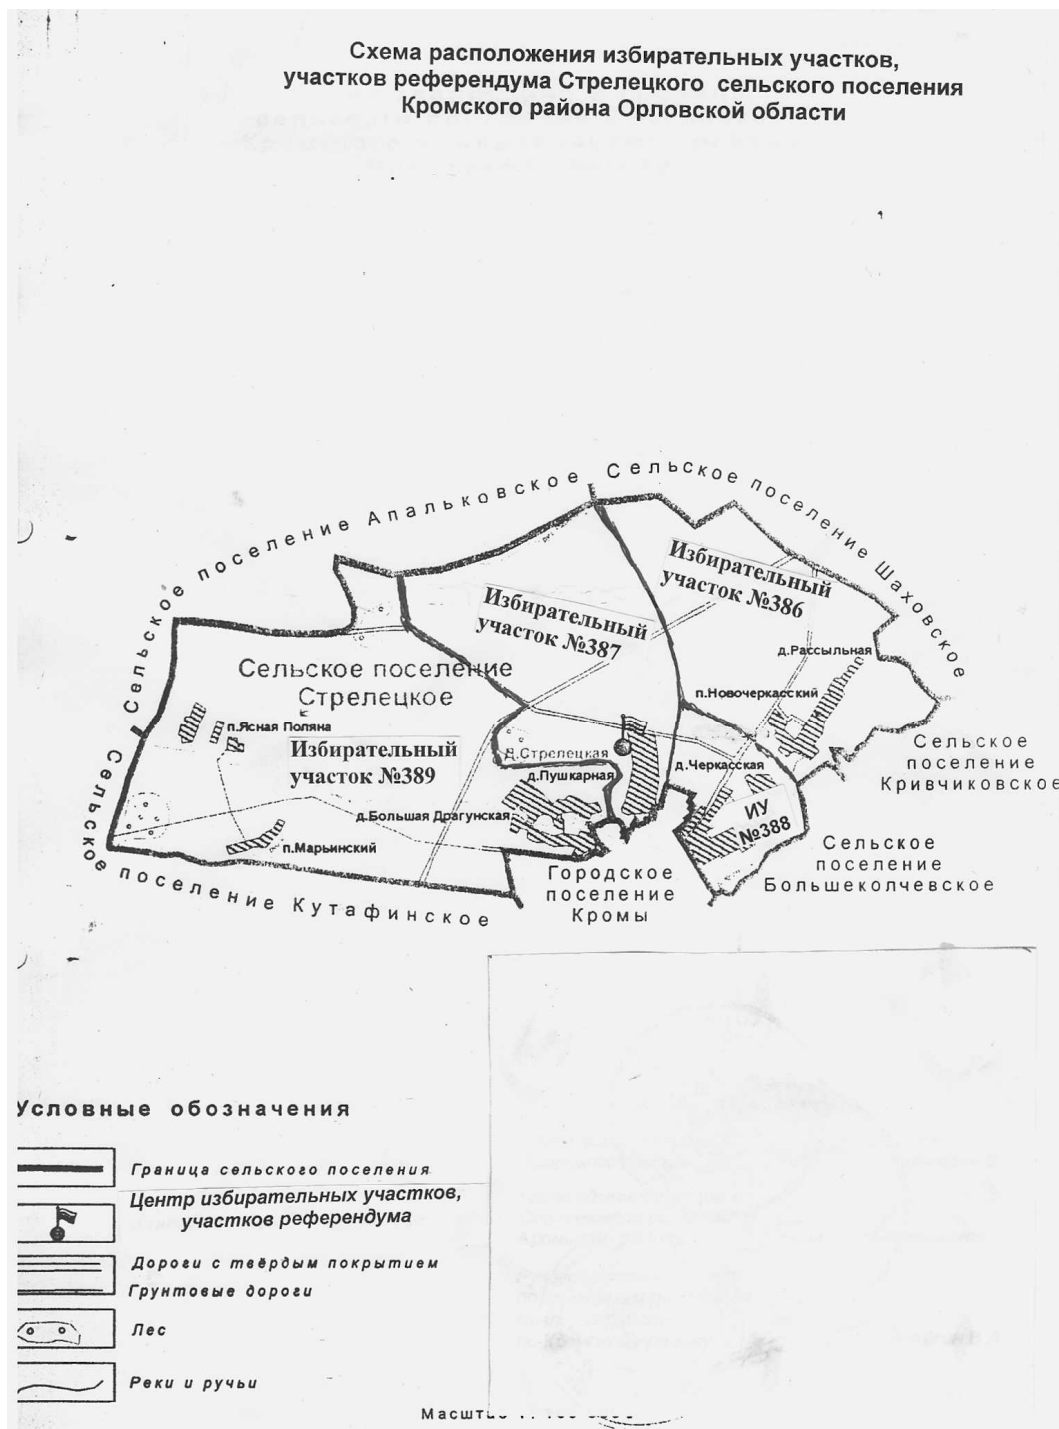 Схема расположения избирательных участков,
участков референдума Стрелецкого сельского поселения
Кромского района Орловской области
Сельское поселение Апальковское
Сельское поселение Шаховское
Избирательный
участок №386
Избирательный
участок №387
д.Рассыльная
Сельское поселение
Стрелецкое
п.Новочеркасский
п.Ясная Поляна
Избирательный
участок №389
д.Стрелецкая
д.Черкасская
д.Пушкарная
Сельское
поселение
Кривчиковское
д.Большая Драгунская
ИУ
№388
п.Марьинский
Сельское
поселение
Большеколчевское
Городское
поселение
Кромы
Сельское поселение Кутафинское
Условные обозначения
Граница сельского поселения
Центр избирательных участков,
участков референдума
Дороги с твёрдым покрытием
Грунтовые дороги
Лес
Реки и ручьи